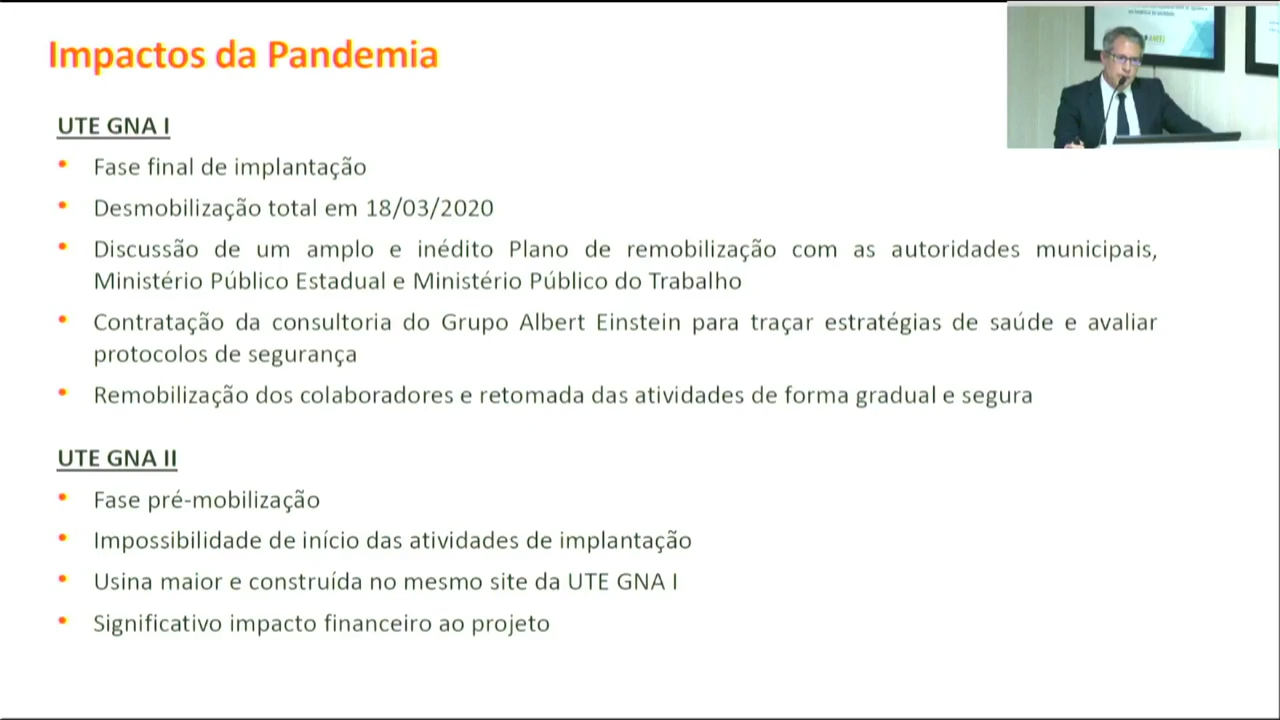 Impactos da Pandemia
UTE GNA I
• Fase final de implantação
• Desmobilização total em 18/03/2020
• Discussão de um amplo e inédito Plano de remobilização com as autoridades municipais,
Ministério Público Estadual e Ministério Público do Trabalho
• Contratação da consultoria do Grupo Albert Einstein para traçar estratégias de saúde e avaliar
protocolos de segurança
• Remobilização dos colaboradores e retomada das atividades de forma gradual e segura
UTE GNA II
• Fase pré-mobilização
• Impossibilidade de início das atividades de implantação
• Usina maior e construída no mesmo site da UTE GNA I
• Significativo impacto financeiro ao projeto